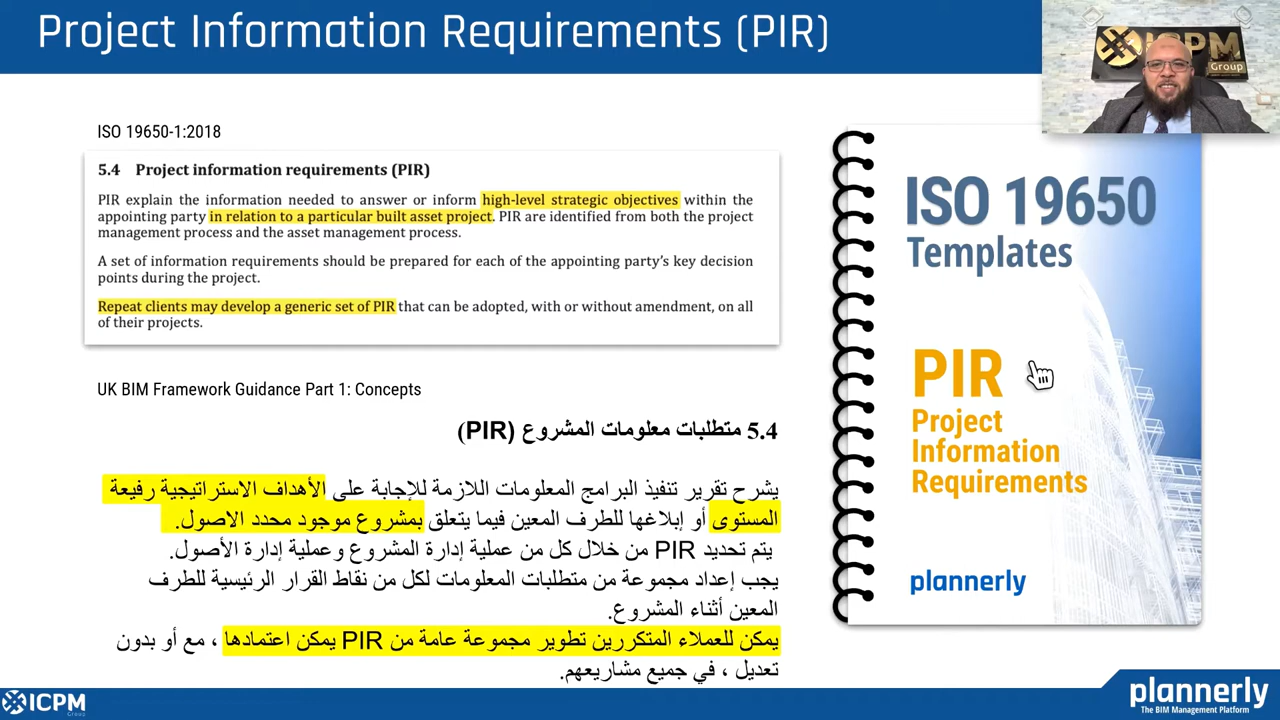 Project Information Requirements (PIR)
ICPM
Group
ISO 19650-1:2018
5.4 Project information requirements (PIR)
PIR explain the information needed to answer or inform high-level strategic objectives within the
appointing party in relation to a particular built asset project. PIR are identified from both the project
management process and the asset management process.
A set of information requirements should be prepared for each of the appointing party's key decision
points during the project.
Repeat clients may develop a generic set of PIR that can be adopted, with or without amendment, on all
of their projects.
UK BIM Framework Guidance Part 1: Concepts
5.4 متطلبات معلومات المشروع (PIR)
يشرح تقرير تنفيذ البرامج المعلومات اللازمة للإجابة على الأهداف الاستراتيجية رفيعة
المستوى أو إبلاغها للطرف المعين فيما يتعلق بمشروع موجود محدد الاصول.
يتم تحديد PIR من خلال كل من عملية إدارة المشروع وعملية إدارة الأصول.
يجب إعداد مجموعة من متطلبات المعلومات لكل من نقاط القرار الرئيسية للطرف
المعين أثناء المشروع.
يمكن للعملاء المتكررين تطوير مجموعة عامة من PIR يمكن اعتمادها ، مع أو بدون
تعديل ، في جميع مشاريعهم.
ISO 19650
Templates
PIR
Project
Information
Requirements
plannerly
ICPM
Group
plannerly
The BIM Management Platform